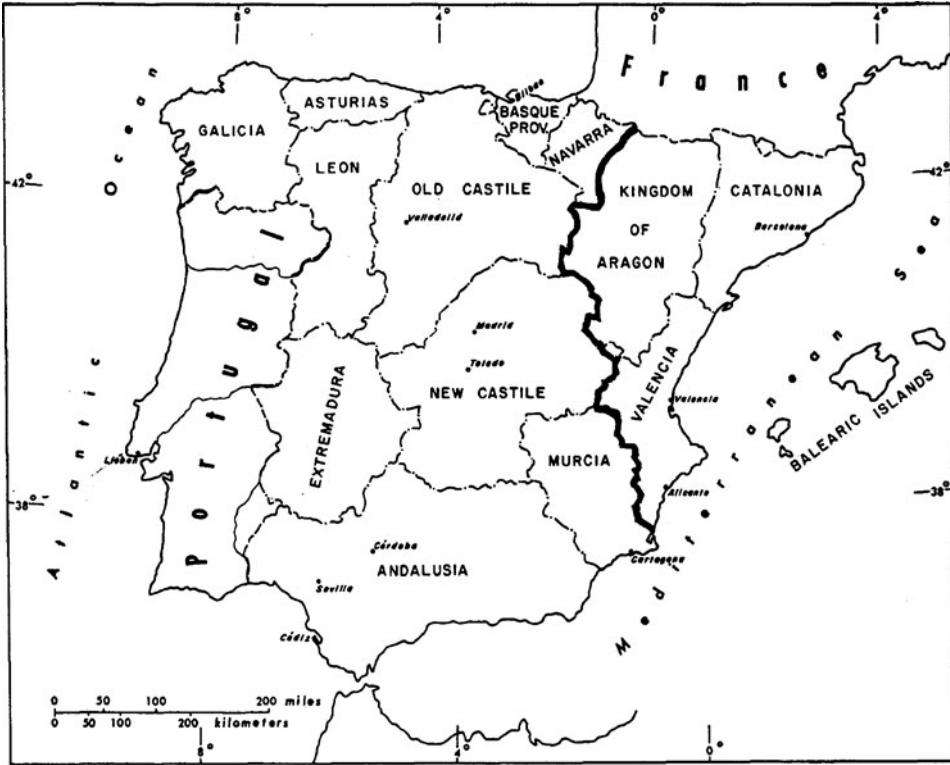 8° 4° 0° 4°
France
Ocean
Bilbao
ASTURIAS
BASQUE
PROV.
GALICIA
NAVARRA
LEON
42° 42°
OLD CASTILE
KINGDOM
OF
ARAGON
CATALONIA
Valladolid
Barcelona
Portugal
Madrid
Toledo
NEW CASTILE
VALENCIA
Valencia
BALEARIC ISLANDS
EXTREMADURA
Atlantic
Lisbon
MURCIA
Alicante
38° 38°
Córdoba
ANDALUSIA
Cartagena
Sevilla
Cádiz
Sea
0 50 100 200 miles
0 50 100 200 kilometers
8° 4° 0°